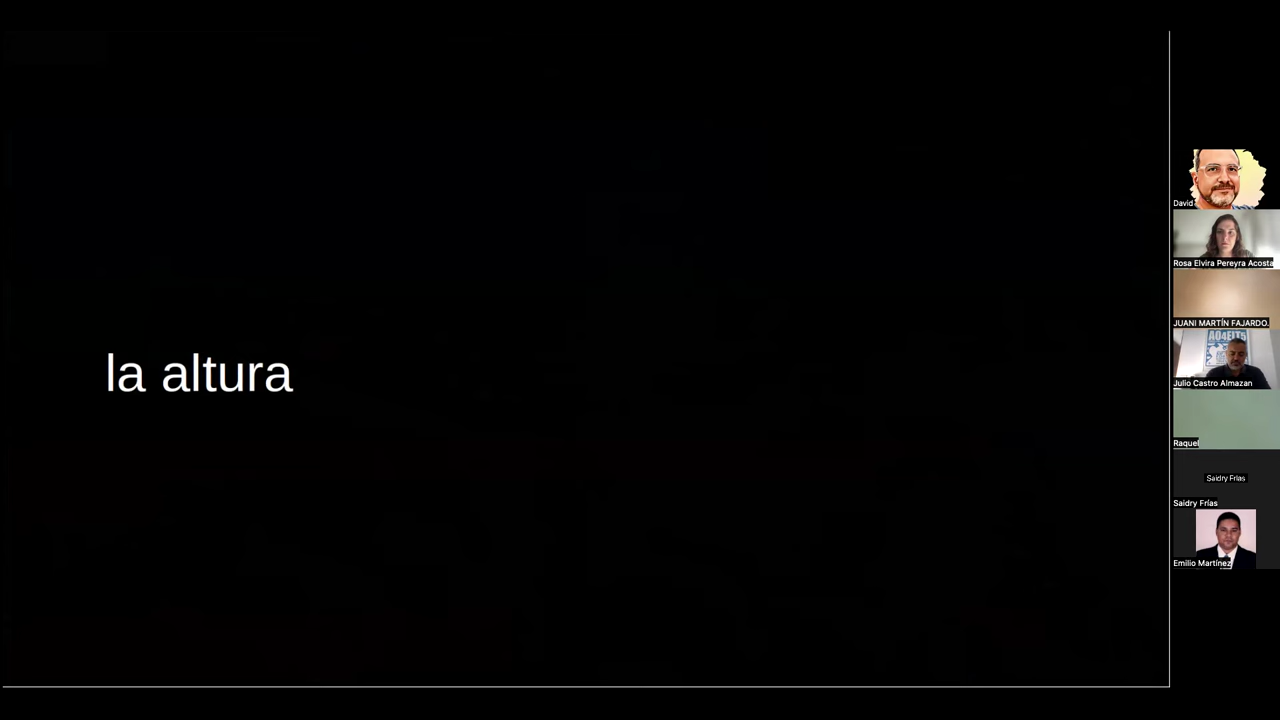 la altura
David
Rosa Elvira Pereyra Acosta
JUANI MARTÍN FAJARDO.
Julio Castro Almazan
Raquel
Saidry Frías
Saidry Frías
Emilio Martínez